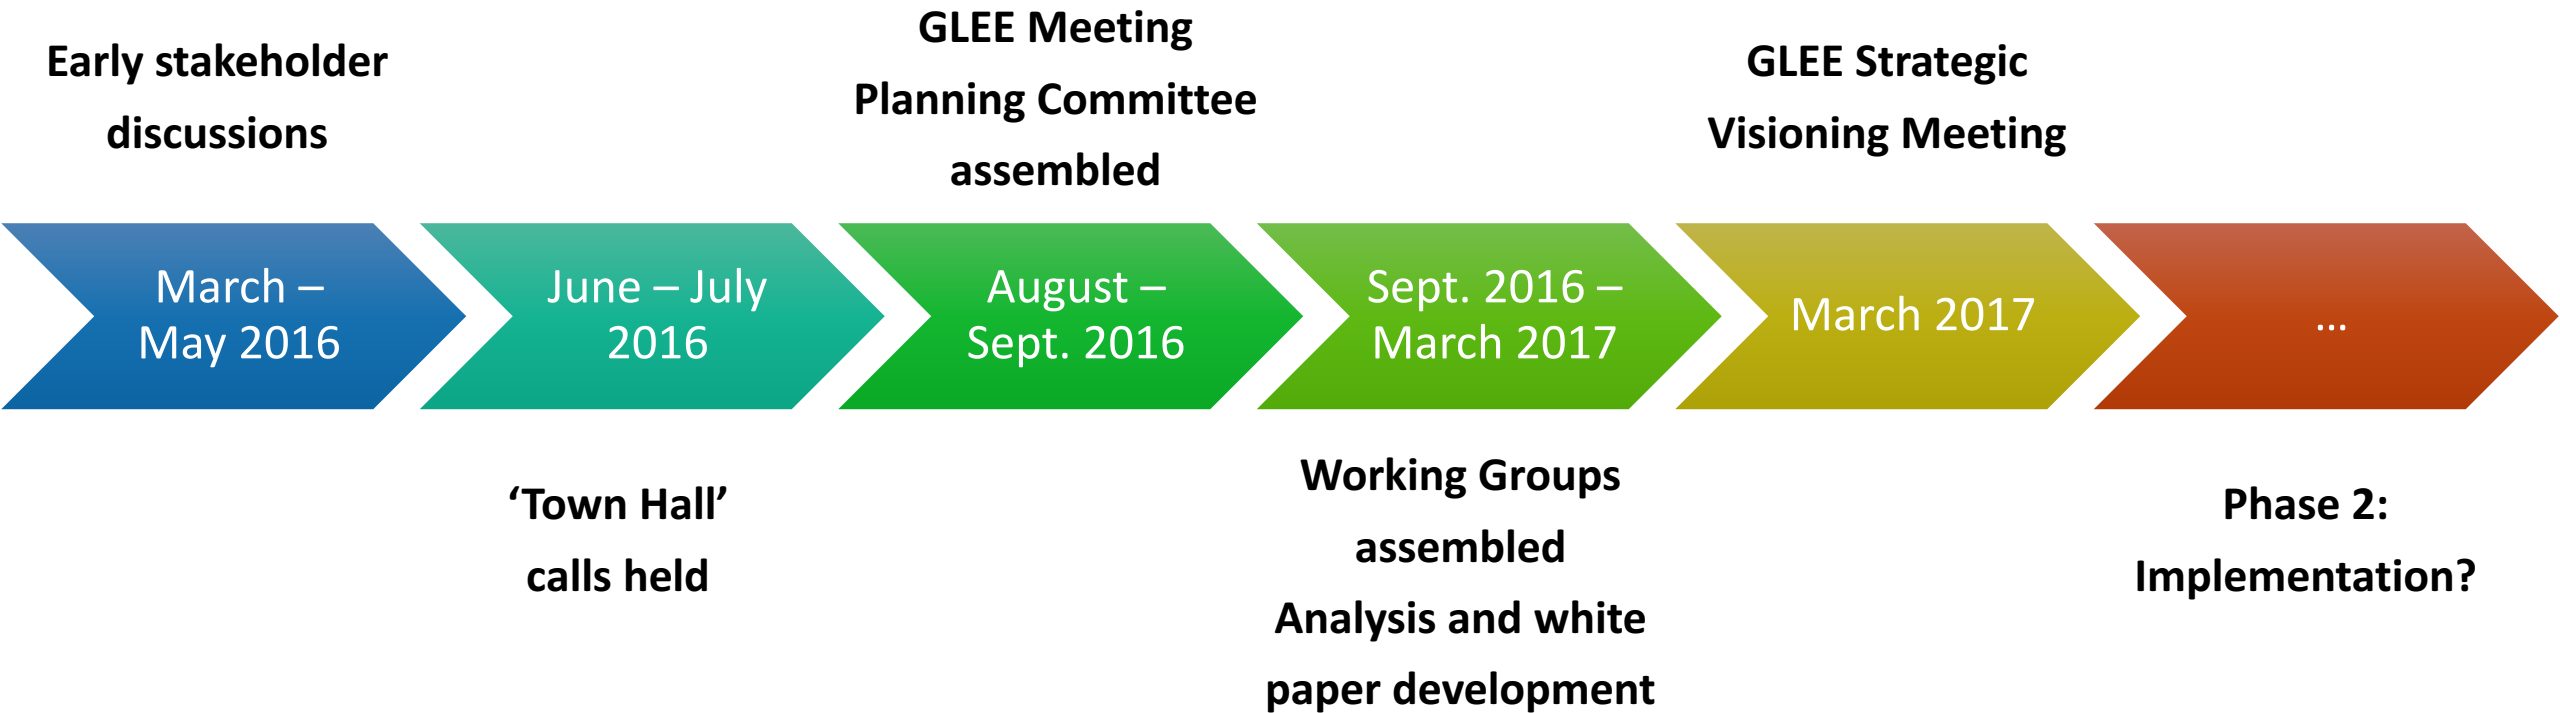 Early stakeholder
discussions
GLEE Meeting
Planning Committee
assembled
GLEE Strategic
Visioning Meeting
March –
May 2016
June – July
2016
August –
Sept. 2016
Sept. 2016 –
March 2017
March 2017
...
‘Town Hall’
calls held
Working Groups
assembled
Analysis and white
paper development
Phase 2:
Implementation?